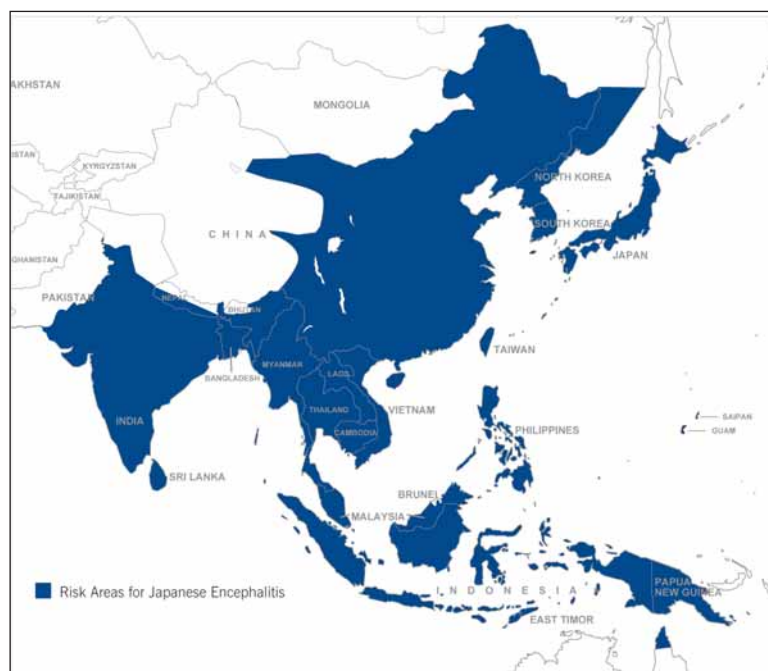 AKHSTAN
MONGOLIA
ISTAN
KYRGYZSTAN
TAJIKISTAN
NORTH KOREA
CHINA
SOUTH KOREA
GHANISTAN
JAPAN
PAKISTAN
NEPAL
BHUTAN
TAIWAN
MYANMAR
BANGLADESH
LAOS
INDIA
THAILAND
VIETNAM
SAIPAN
CAMBODIA
PHILIPPINES
GUAM
SRI LANKA
BRUNEI
MALAYSIA
Risk Areas for Japanese Encephalitis
INDONESIA
PAPUA
NEW GUINEA
EAST TIMOR